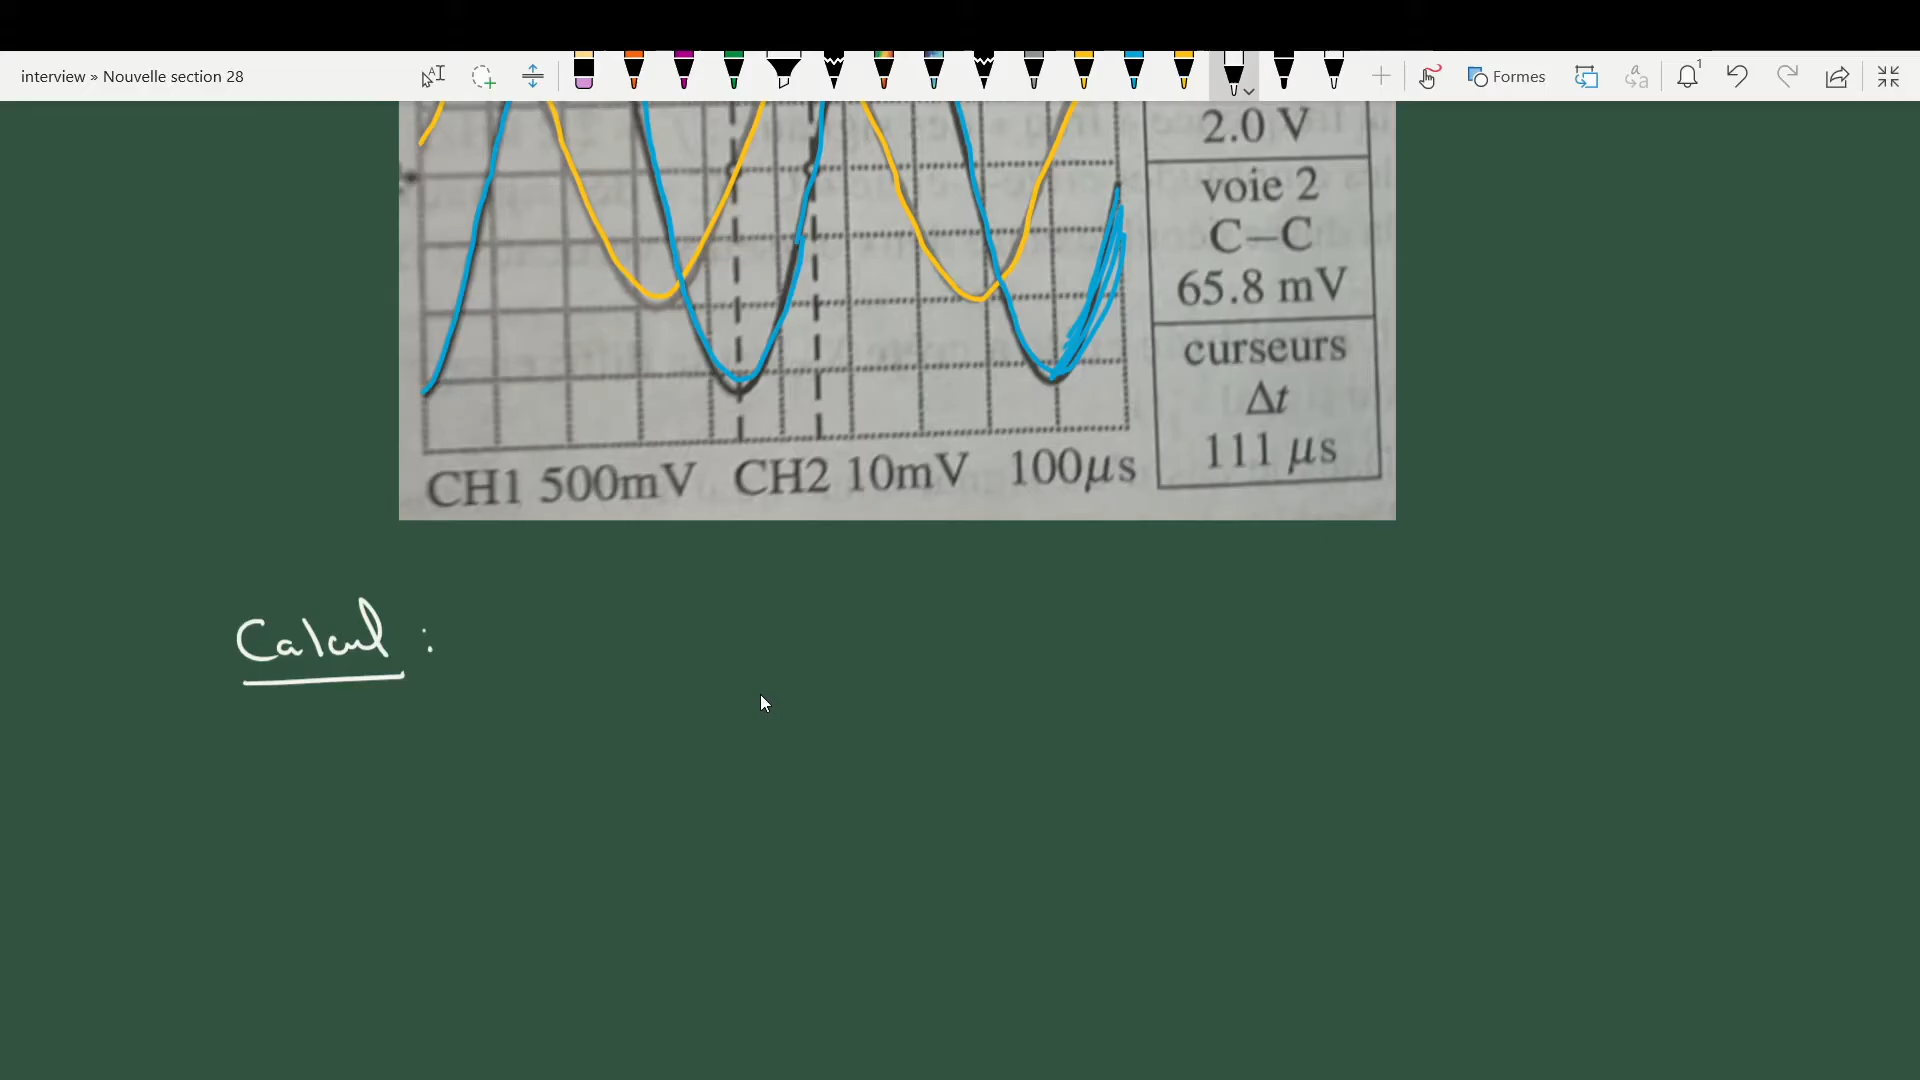 interview » Nouvelle section 28
Formes
1
2.0 V
voie 2
C–C
65.8 mV
curseurs
Δt
111 μs
CH1 500mV CH2 10mV 100μs
Calcul :